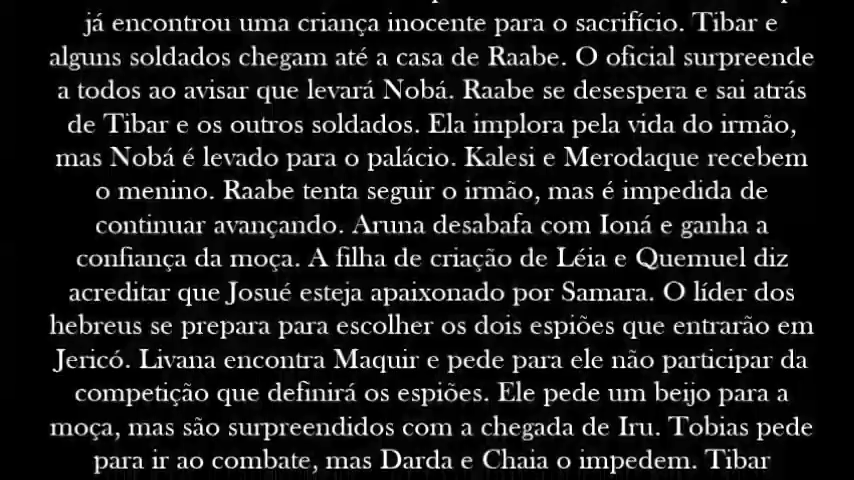 já encontrou uma criança inocente para o sacrifício. Tibar e
alguns soldados chegam até a casa de Raabe. O oficial surpreende
a todos ao avisar que levará Nobá. Raabe se desespera e sai atrás
de Tibar e os outros soldados. Ela implora pela vida do irmão,
mas Nobá é levado para o palácio. Kalesi e Merodaque recebem
o menino. Raabe tenta seguir o irmão, mas é impedida de
continuar avançando. Aruna desabafa com Ioná e ganha a
confiança da moça. A filha de criação de Léia e Quemuel diz
acreditar que Josué esteja apaixonado por Samara. O líder dos
hebreus se prepara para escolher os dois espiões que entrarão em
Jericó. Livana encontra Maquir e pede para ele não participar da
competição que definirá os espiões. Ele pede um beijo para a
moça, mas são surpreendidos com a chegada de Iru. Tobias pede
para ir ao combate, mas Darda e Chaia o impedem. Tibar